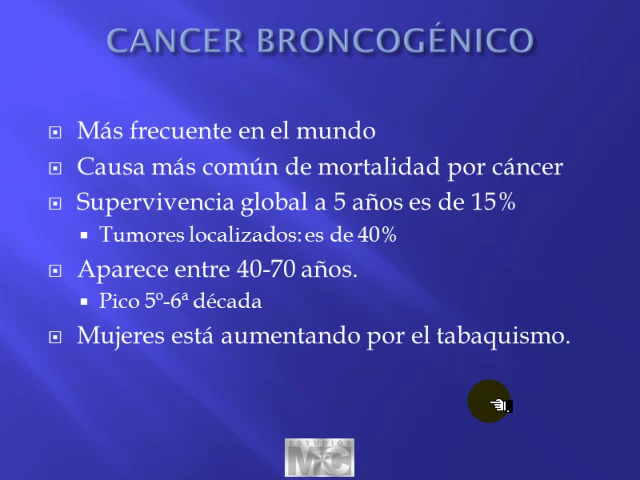 CANCER BRONCOGÉNICO
Más frecuente en el mundo
Causa más común de mortalidad por cáncer
Supervivencia global a 5 años es de 15%
Tumores localizados: es de 40%
Aparece entre 40-70 años.
Pico 5º-6ª década
Mujeres está aumentando por el tabaquismo.
ESTUDIOS
M C